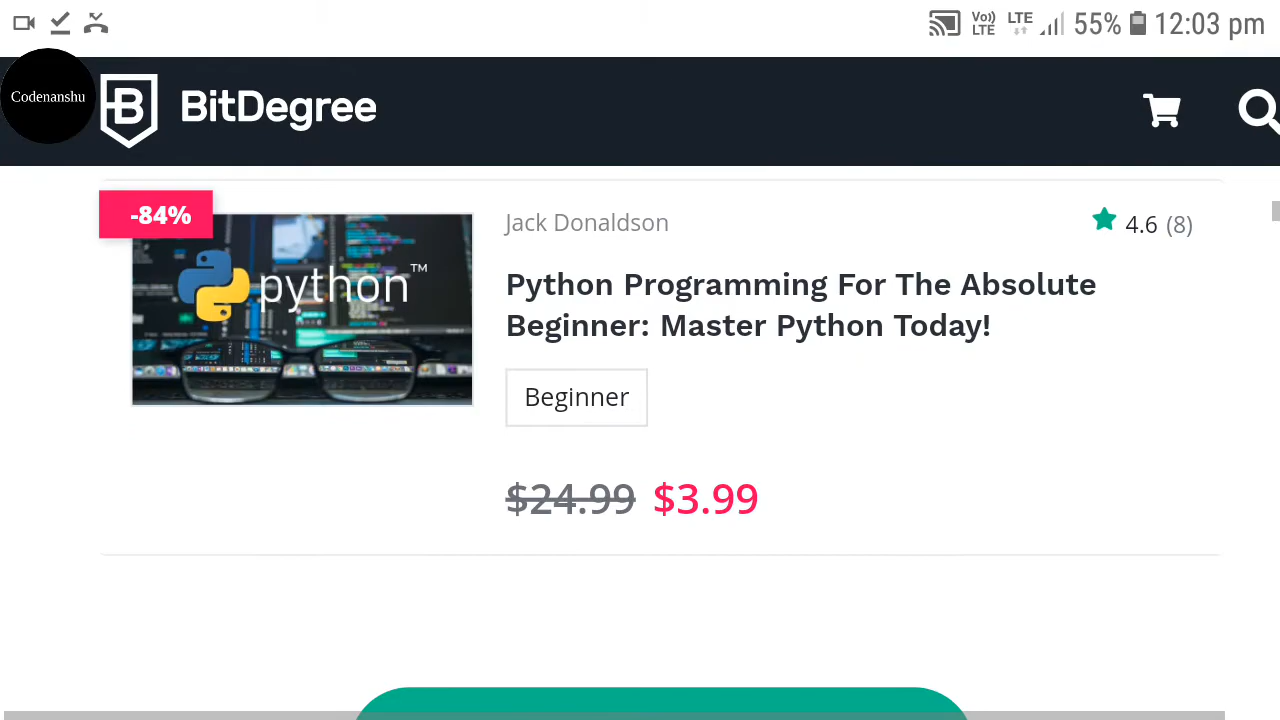 Vo)) LTE LTE 55% 12:03 pm
Codenanshu
B BitDegree
-84%
python™
Jack Donaldson
4.6 (8)
Python Programming For The Absolute
Beginner: Master Python Today!
Beginner
$24.99 $3.99